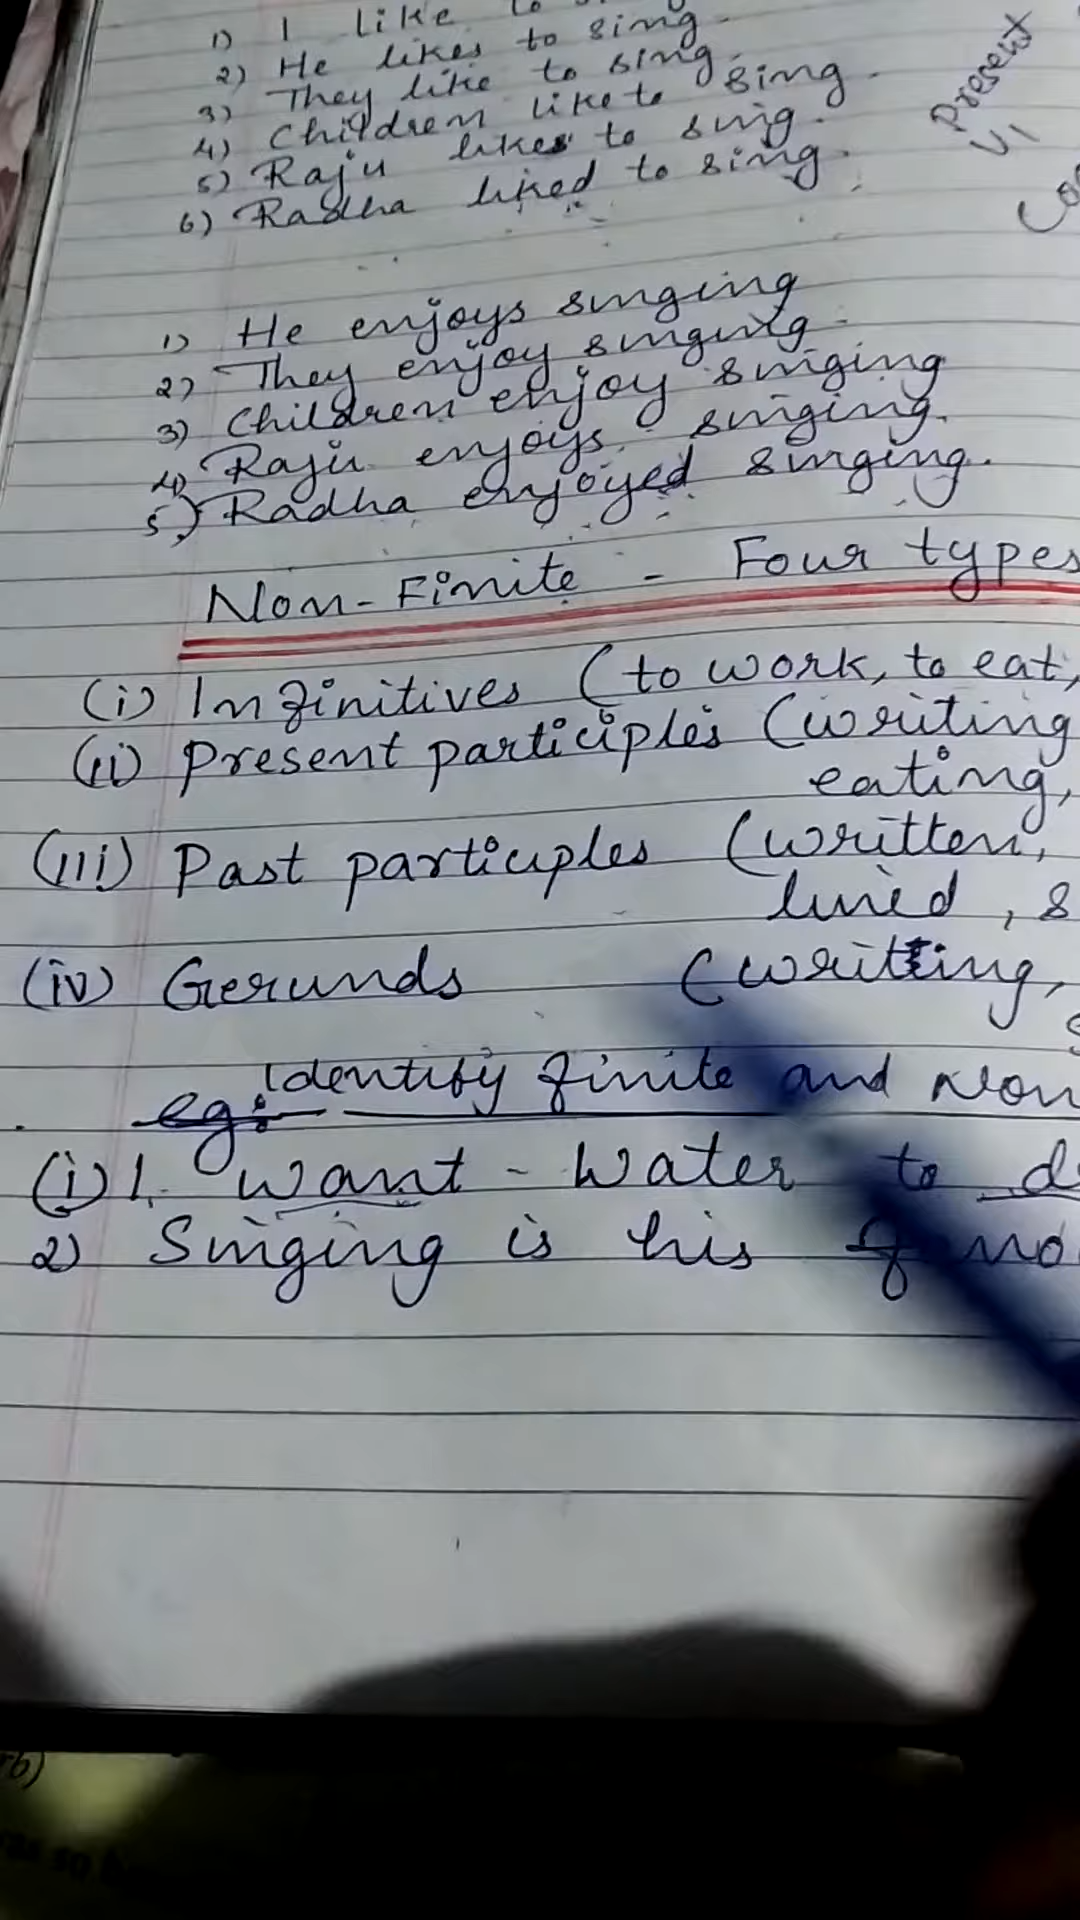 1) I like to
2) He likes to sing.
3) They like to sing.
4) Children like to sing.
5) Raju likes to sing.
6) Radha liked to sing.
Present
V1
1) He enjoys singing
2) They enjoy singing.
3) Children enjoy singing
4) Raju enjoys singing.
5) Radha enjoyed singing.
Non-Finite - Four types
(i) Infinitives (to work, to eat,
(ii) Present participles (writing
eating,
(iii) Past participles (written,
(iv) Gerunds (writing,
eg: Identify finite and Non
(i) 1. want - water to d
2) Singing is his